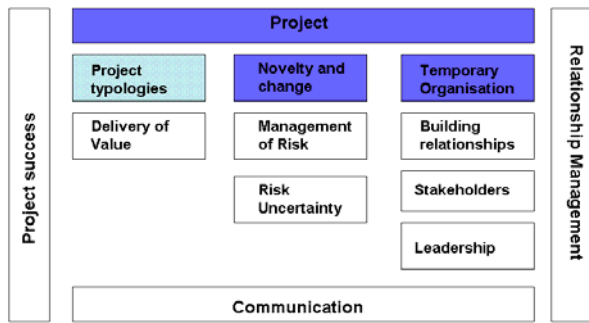 Project success
Project
Project
typologies
Delivery of
Value
Novelty and
change
Management
of Risk
Risk
Uncertainty
Temporary
Organisation
Building
relationships
Stakeholders
Leadership
Communication
Relationship Management